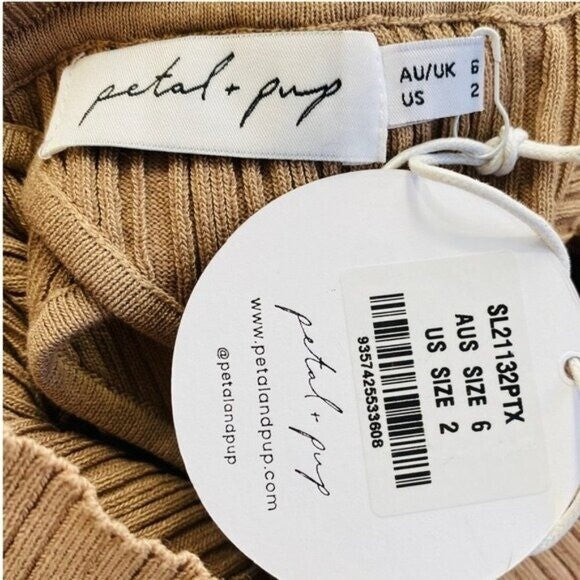 petal + pup
AU/UK 6
US 2
SL21132PTX
AUS SIZE 6
US SIZE 2
9357425533608
petal + pup
www.petalandpup.com
@petalandpup